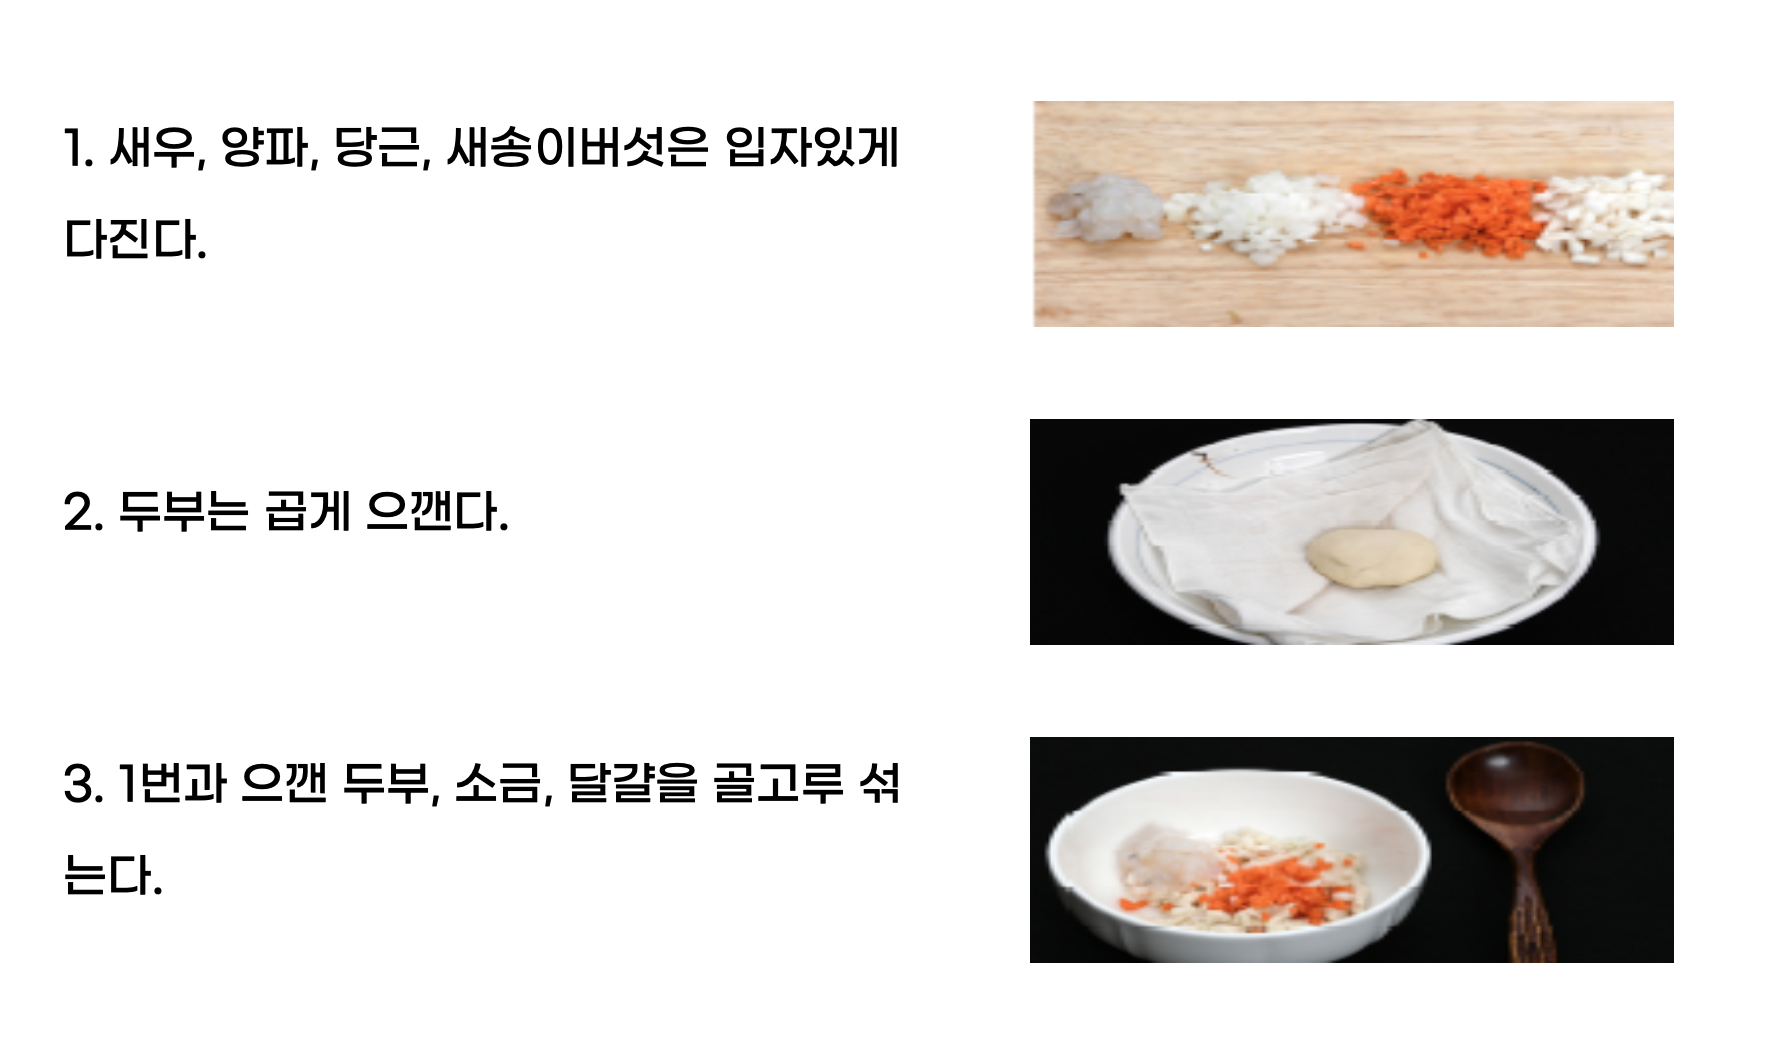 1. 새우, 양파, 당근, 새송이버섯은 입자있게
다진다.
2. 두부는 곱게 으깬다.
3. 1번과 으깬 두부, 소금, 달걀을 골고루 섞
는다.